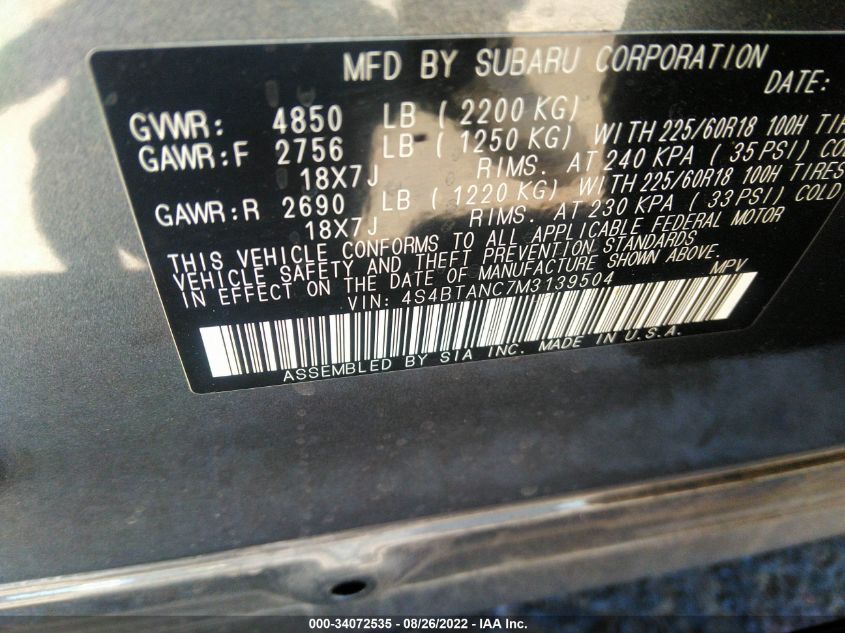 MFD BY SUBARU CORPORATION
DATE:
GVWR: 4850 LB ( 2200 KG)
GAWR:F 2756 LB ( 1250 KG) WITH 225/60R18 100H TIR
18X7J RIMS. AT 240 KPA ( 35 PSI) CO
GAWR:R 2690 LB ( 1220 KG) WITH 225/60R18 100H TIRES
18X7J RIMS. AT 230 KPA ( 33 PSI) COLD
THIS VEHICLE CONFORMS TO ALL APPLICABLE FEDERAL MOTOR
VEHICLE SAFETY AND THEFT PREVENTION STANDARDS
IN EFFECT ON THE DATE OF MANUFACTURE SHOWN ABOVE.
VIN: 4S4BTANC7M3139504 MPV
ASSEMBLED BY SIA INC. MADE IN U.S.A.
000-34072535 - 08/26/2022 - IAA Inc.